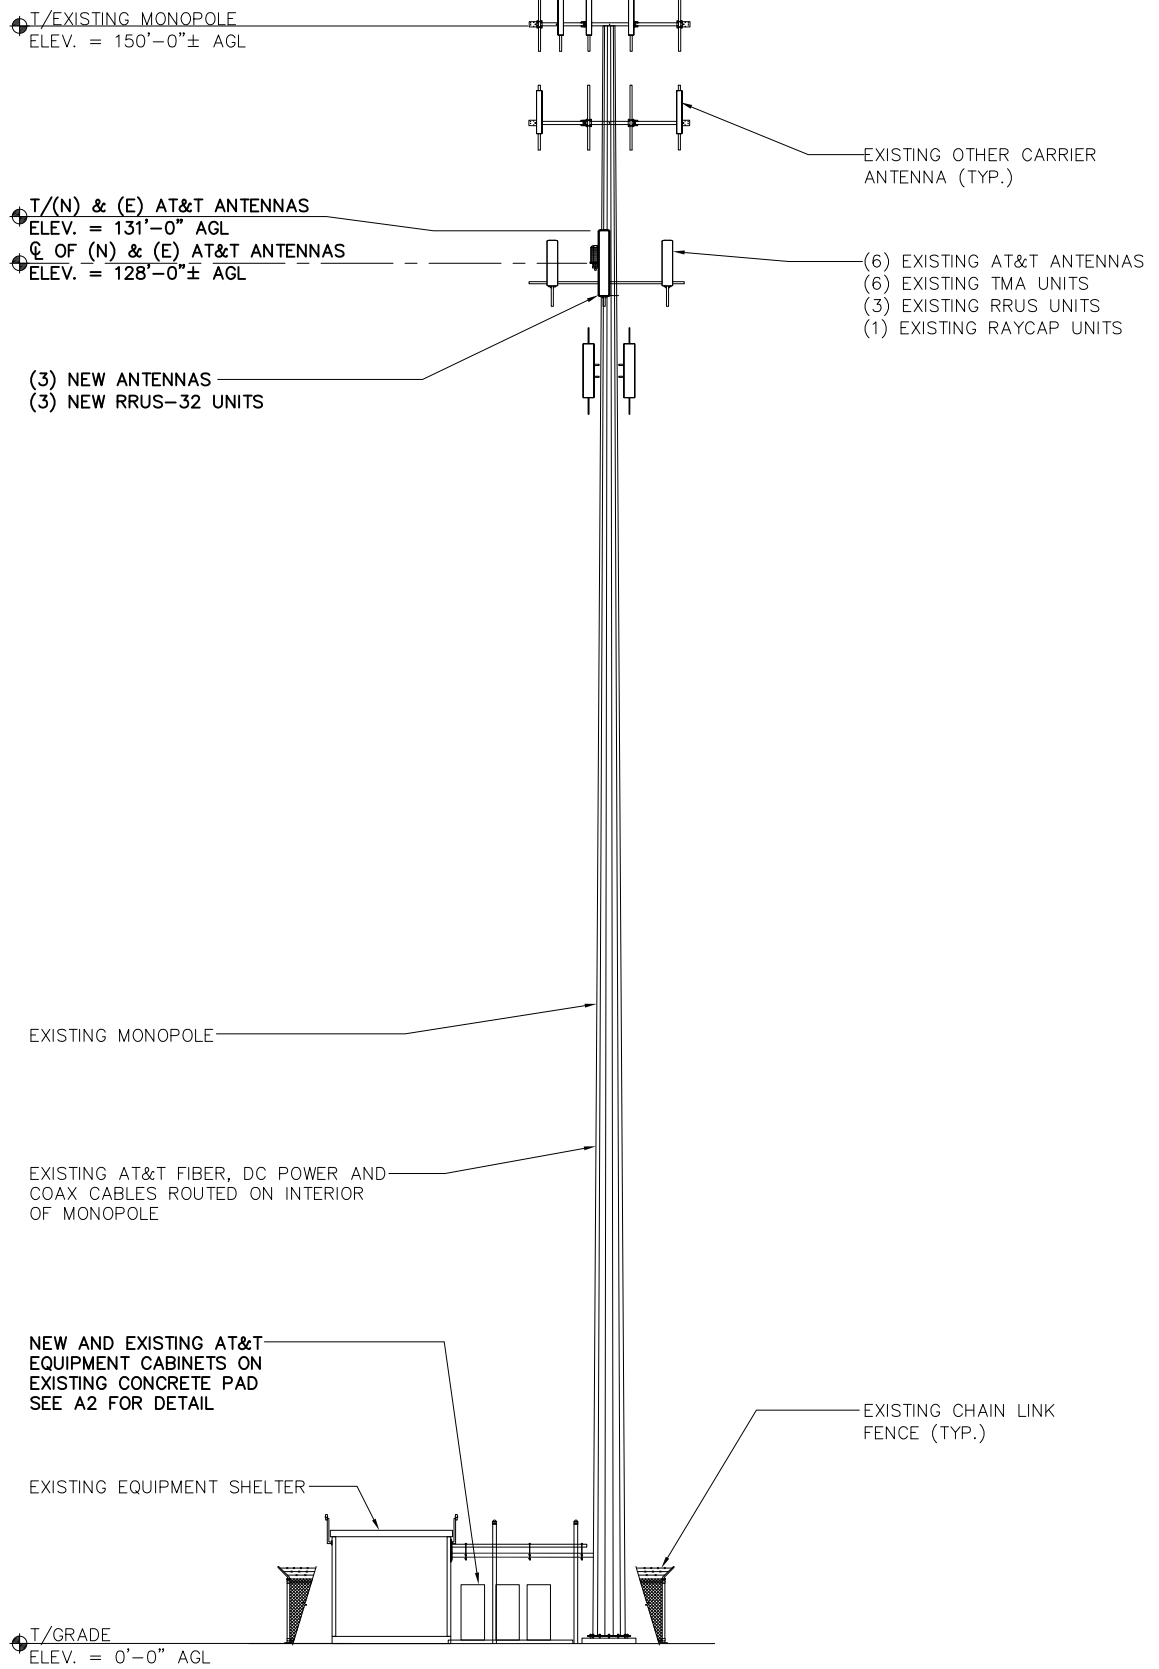 T/EXISTING MONOPOLE
ELEV. = 150'-0"± AGL
EXISTING OTHER CARRIER
ANTENNA (TYP.)
T/(N) & (E) AT&T ANTENNAS
ELEV. = 131'-0" AGL
℄ OF (N) & (E) AT&T ANTENNAS
ELEV. = 128'-0"± AGL
(6) EXISTING AT&T ANTENNAS
(6) EXISTING TMA UNITS
(3) EXISTING RRUS UNITS
(1) EXISTING RAYCAP UNITS
(3) NEW ANTENNAS
(3) NEW RRUS-32 UNITS
EXISTING MONOPOLE
EXISTING AT&T FIBER, DC POWER AND
COAX CABLES ROUTED ON INTERIOR
OF MONOPOLE
NEW AND EXISTING AT&T
EQUIPMENT CABINETS ON
EXISTING CONCRETE PAD
SEE A2 FOR DETAIL
EXISTING CHAIN LINK
FENCE (TYP.)
EXISTING EQUIPMENT SHELTER
T/GRADE
ELEV. = 0'-0" AGL